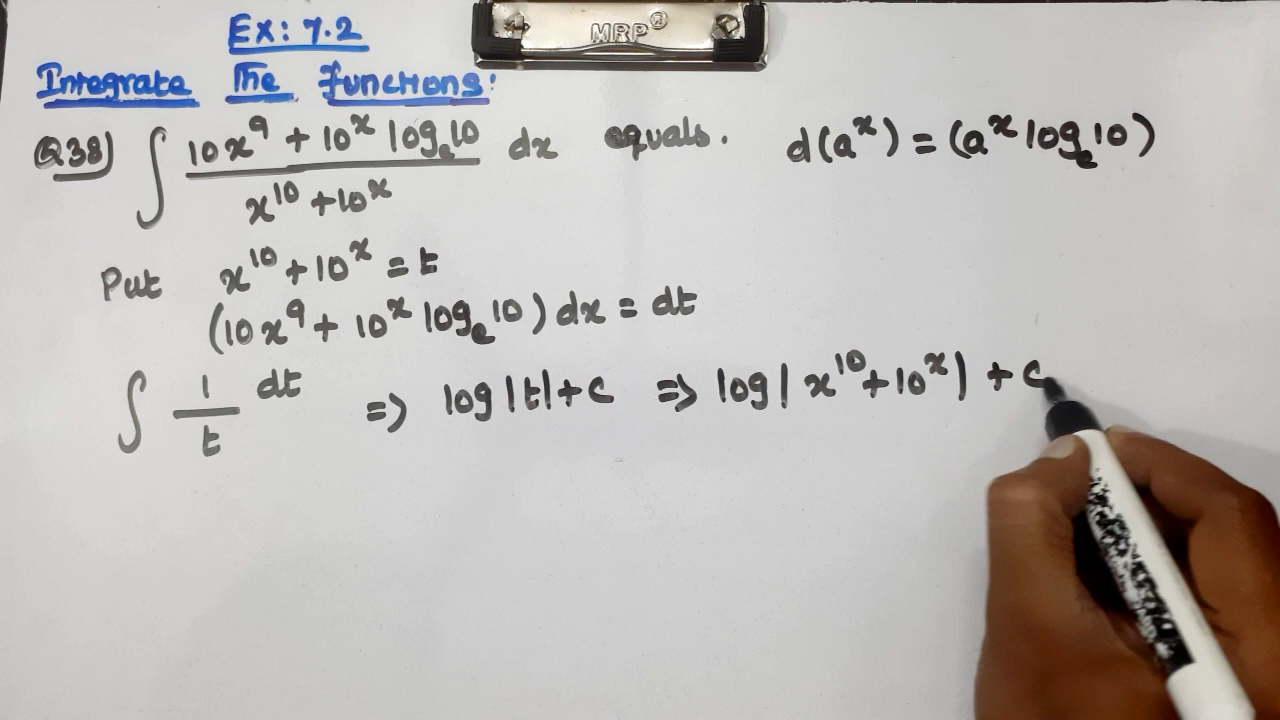 MRP®
Ex: 7.2
Integrate The functions:
Q38) ∫ (10x⁹ + 10ˣ logₑ10)/(x¹⁰ + 10ˣ) dx equals. d(aˣ) = (aˣ logₑ10)
Put x¹⁰ + 10ˣ = t
(10x⁹ + 10ˣ logₑ10) dx = dt
∫ 1/t dt ⇒ log|t| + c ⇒ log|x¹⁰ + 10ˣ| + c